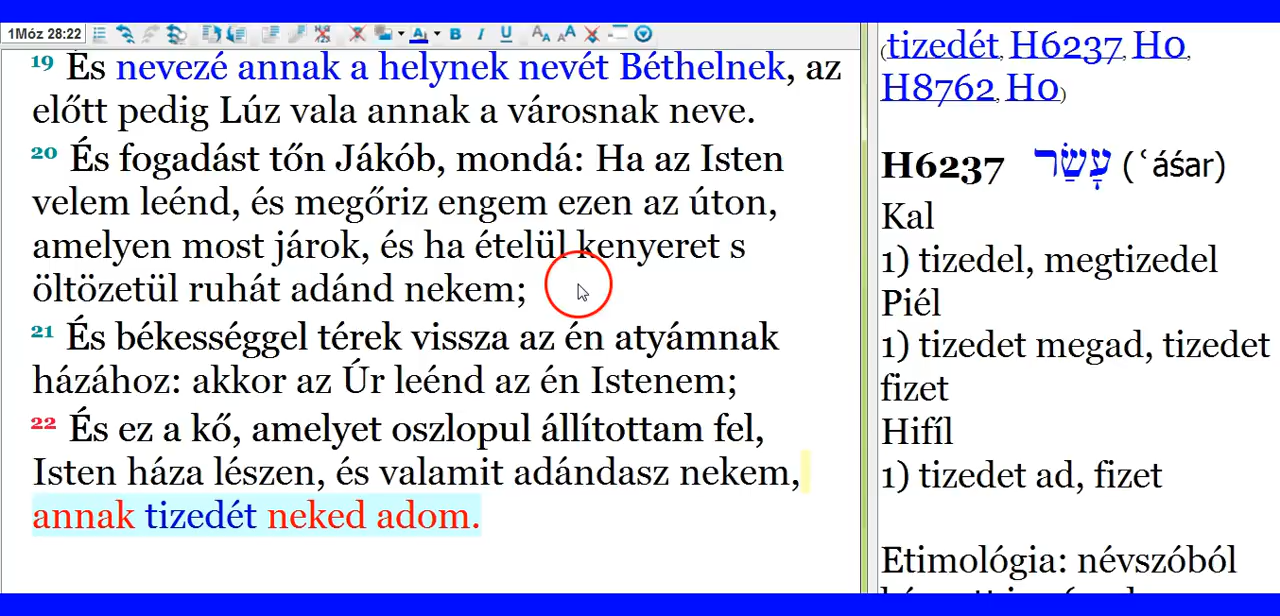 1Móz 28:22
19 És nevezé annak a helynek nevét Béthelnek, az
előtt pedig Lúz vala annak a városnak neve.
20 És fogadást tőn Jákób, mondá: Ha az Isten
velem leénd, és megőriz engem ezen az úton,
amelyen most járok, és ha ételül kenyeret s
öltözetül ruhát adánd nekem;
21 És békességgel térek vissza az én atyámnak
házához: akkor az Úr leénd az én Istenem;
22 És ez a kő, amelyet oszlopul állítottam fel,
Isten háza lészen, és valamit adándasz nekem,
annak tizedét neked adom.
(tizedét, H6237, H0,
H8762, H0)
H6237 עָשַׂר (ʿáśar)
Kal
1) tizedel, megtizedel
Piél
1) tizedet megad, tizedet
fizet
Hifíl
1) tizedet ad, fizet
Etimológia: névszóból